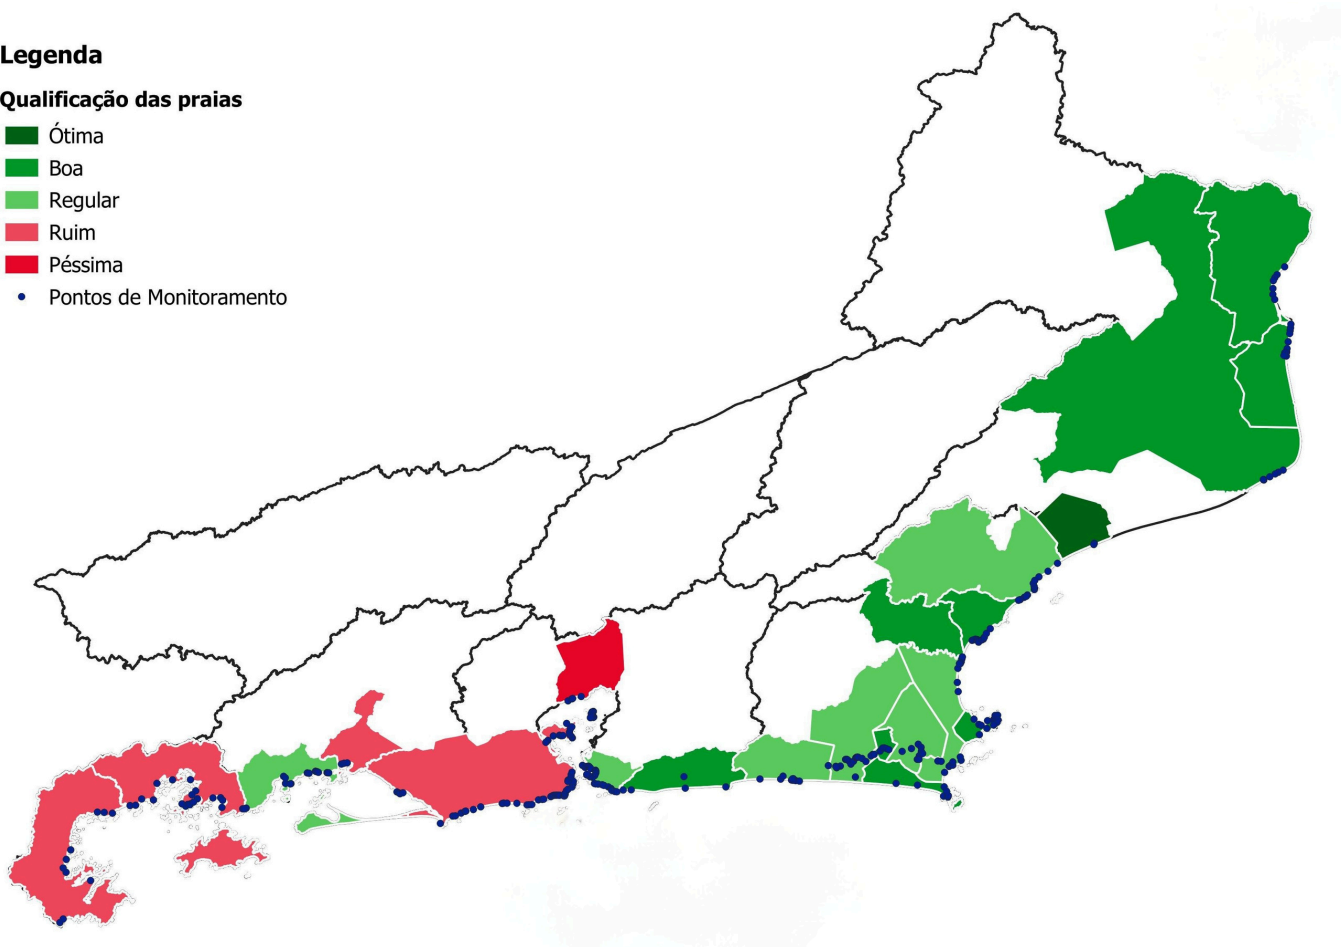 Legenda
Qualificação das praias
Ótima
Boa
Regular
Ruim
Péssima
Pontos de Monitoramento